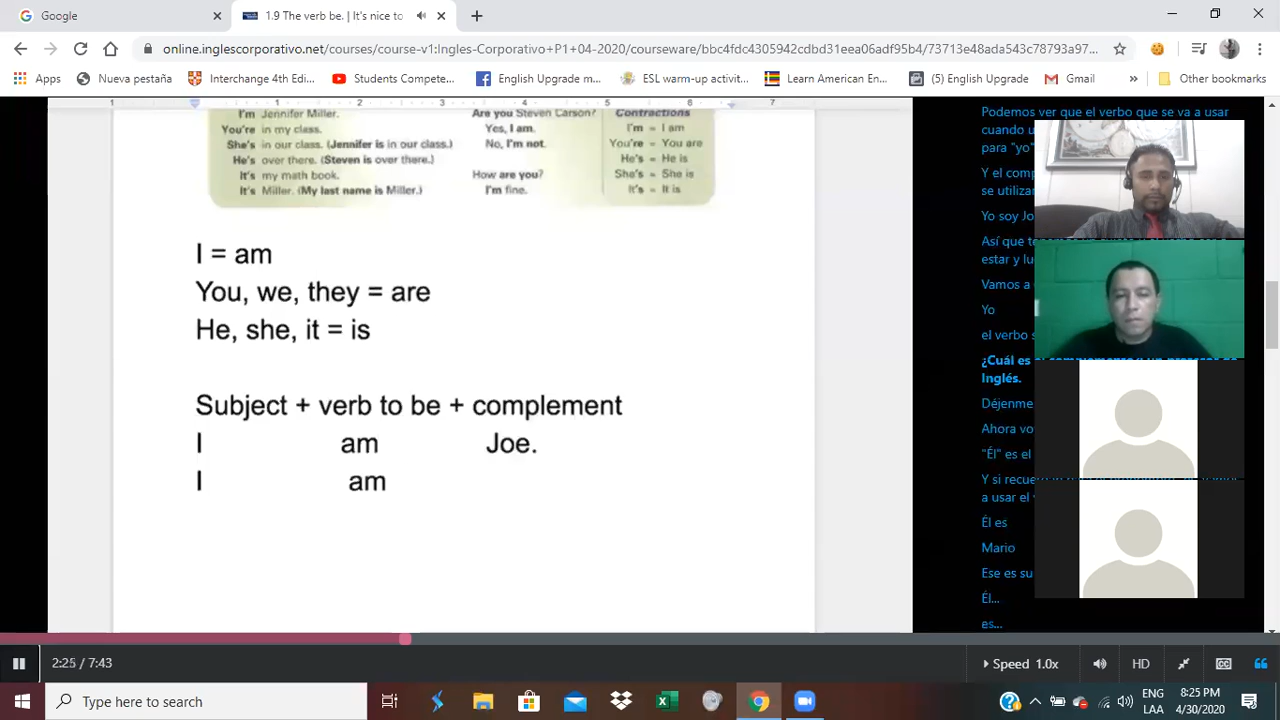 Google
1.9 The verb be. | It's nice to
online.inglescorporativo.net/courses/course-v1:Ingles-Corporativo+P1+04-2020/courseware/bbc4fdc4305942cdbd31eea06adf95b4/73713e48ada543c78793a97...
Apps
Nueva pestaña
Interchange 4th Edi...
Students Compete...
English Upgrade m...
ESL warm-up activit...
Learn American En...
(5) English Upgrade
Gmail
»
Other bookmarks
1 1 2 3 4 5 6 7
I'm Jennifer Miller.
You're in my class.
She's in our class. (Jennifer is in our class.)
He's over there. (Steven is over there.)
It's my math book.
It's Miller. (My last name is Miller.)
Are you Steven Carson?
Yes, I am.
No, I'm not.
How are you?
I'm fine.
Contractions
I'm = I am
You're = You are
He's = He is
She's = She is
It's = It is
I = am
You, we, they = are
He, she, it = is
Subject + verb to be + complement
I am Joe.
I am
Podemos ver que el verbo que se va a usar
cuando u
para "yo"
Y el comp
se utilizar
Yo soy Jo
Así que
estar y lu
Vamos a
Yo
el verbo s
¿Cuál es
Inglés.
Déjenme
Ahora vo
"Él" es el
Y si recue
a usar el v
Él es
Mario
Ese es su
Él...
es...
2:25 / 7:43
Speed 1.0x
HD
Type here to search
ENG
LAA
8:25 PM
4/30/2020